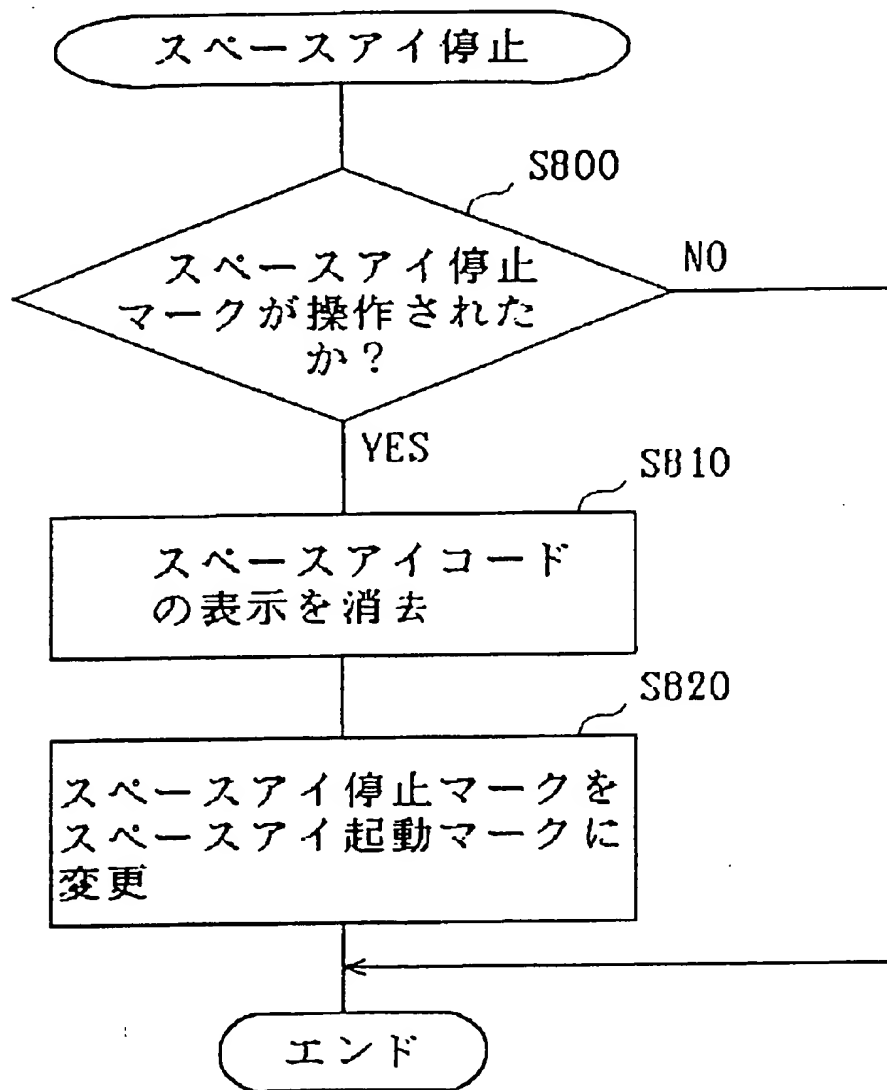 スペースアイ停止
S800
スペースアイ停止
マークが操作された
か？
NO
YES
S810
スペースアイコード
の表示を消去
S820
スペースアイ停止マークを
スペースアイ起動マークに
変更
エンド